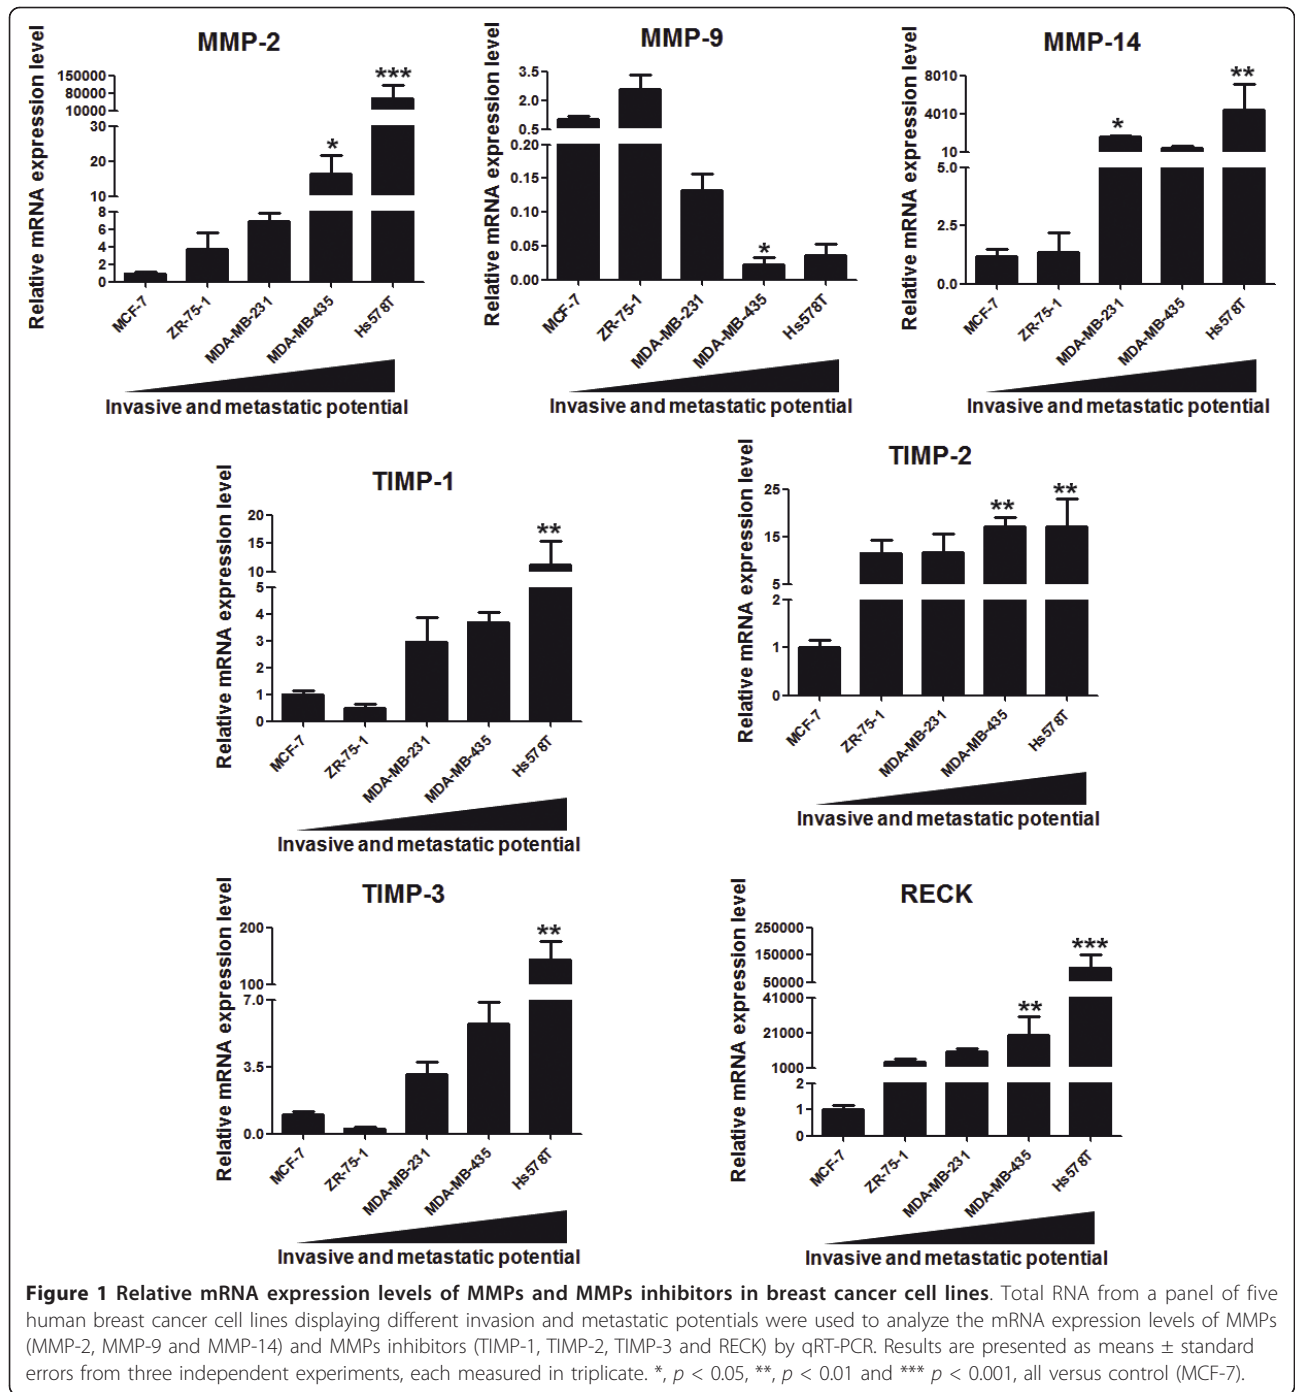 MMP-2
Relative mRNA expression level
150000
80000
10000
30
20
10
8
6
4
2
0
*
***
MCF-7
ZR-75-1
MDA-MB-231
MDA-MB-435
Hs578T
Invasive and metastatic potential
MMP-9
Relative mRNA expression level
3.5
2.0
0.5
0.20
0.15
0.10
0.05
0.00
*
MCF-7
ZR-75-1
MDA-MB-231
MDA-MB-435
Hs578T
Invasive and metastatic potential
MMP-14
Relative mRNA expression level
8010
4010
10
5.0
2.5
0.0
*
**
MCF-7
ZR-75-1
MDA-MB-231
MDA-MB-435
Hs578T
Invasive and metastatic potential
TIMP-1
Relative mRNA expression level
20
15
10
5
4
3
2
1
0
**
MCF-7
ZR-75-1
MDA-MB-231
MDA-MB-435
Hs578T
Invasive and metastatic potential
TIMP-2
Relative mRNA expression level
25
15
5
2
1
0
**
**
MCF-7
ZR-75-1
MDA-MB-231
MDA-MB-435
Hs578T
Invasive and metastatic potential
TIMP-3
Relative mRNA expression level
200
100
7.0
3.5
0.0
**
MCF-7
ZR-75-1
MDA-MB-231
MDA-MB-435
Hs578T
Invasive and metastatic potential
RECK
Relative mRNA expression level
250000
150000
50000
41000
21000
1000
2
1
0
**
***
MCF-7
ZR-75-1
MDA-MB-231
MDA-MB-435
Hs578T
Invasive and metastatic potential
Figure 1 Relative mRNA expression levels of MMPs and MMPs inhibitors in breast cancer cell lines. Total RNA from a panel of five
human breast cancer cell lines displaying different invasion and metastatic potentials were used to analyze the mRNA expression levels of MMPs
(MMP-2, MMP-9 and MMP-14) and MMPs inhibitors (TIMP-1, TIMP-2, TIMP-3 and RECK) by qRT-PCR. Results are presented as means ± standard
errors from three independent experiments, each measured in triplicate. *, p < 0.05, **, p < 0.01 and *** p < 0.001, all versus control (MCF-7).